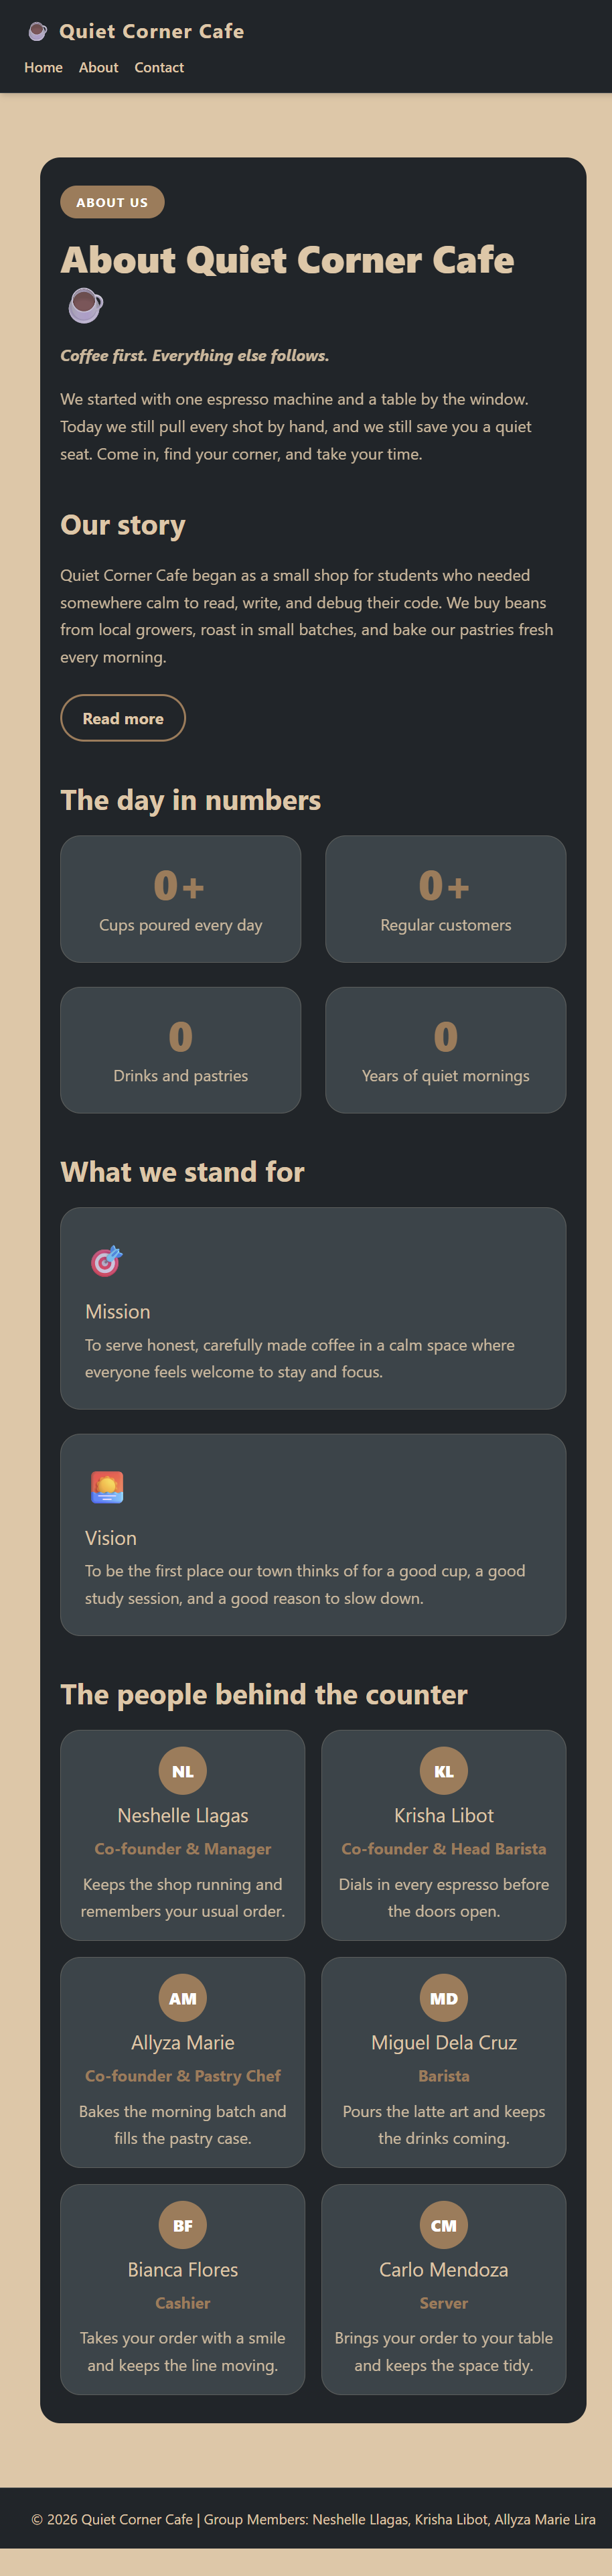 Quiet Corner Cafe
Home About Contact
ABOUT US
About Quiet Corner Cafe
Coffee first. Everything else follows.
We started with one espresso machine and a table by the window.
Today we still pull every shot by hand, and we still save you a quiet
seat. Come in, find your corner, and take your time.
Our story
Quiet Corner Cafe began as a small shop for students who needed
somewhere calm to read, write, and debug their code. We buy beans
from local growers, roast in small batches, and bake our pastries fresh
every morning.
Read more
The day in numbers
0+
Cups poured every day
0+
Regular customers
0
Drinks and pastries
0
Years of quiet mornings
What we stand for
Mission
To serve honest, carefully made coffee in a calm space where
everyone feels welcome to stay and focus.
Vision
To be the first place our town thinks of for a good cup, a good
study session, and a good reason to slow down.
The people behind the counter
NL
Neshelle Llagas
Co-founder & Manager
Keeps the shop running and
remembers your usual order.
KL
Krisha Libot
Co-founder & Head Barista
Dials in every espresso before
the doors open.
AM
Allyza Marie
Co-founder & Pastry Chef
Bakes the morning batch and
fills the pastry case.
MD
Miguel Dela Cruz
Barista
Pours the latte art and keeps
the drinks coming.
BF
Bianca Flores
Cashier
Takes your order with a smile
and keeps the line moving.
CM
Carlo Mendoza
Server
Brings your order to your table
and keeps the space tidy.
© 2026 Quiet Corner Cafe | Group Members: Neshelle Llagas, Krisha Libot, Allyza Marie Lira